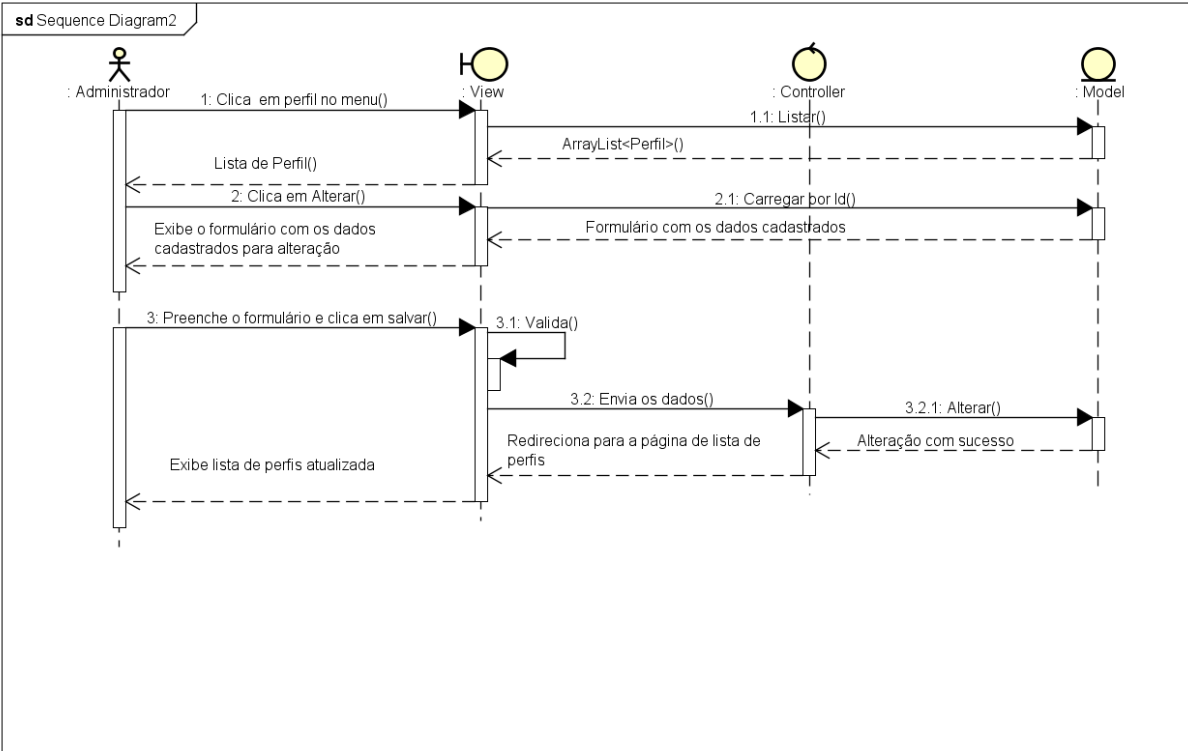 sd Sequence Diagram2
: Administrador
: View
: Controller
: Model
1: Clica em perfil no menu()
1.1: Listar()
ArrayList<Perfil>()
Lista de Perfil()
2: Clica em Alterar()
2.1: Carregar por Id()
Formulário com os dados cadastrados
Exibe o formulário com os dados
cadastrados para alteração
3: Preenche o formulário e clica em salvar()
3.1: Valida()
3.2: Envia os dados()
3.2.1: Alterar()
Alteração com sucesso
Redireciona para a página de lista de
perfis
Exibe lista de perfis atualizada